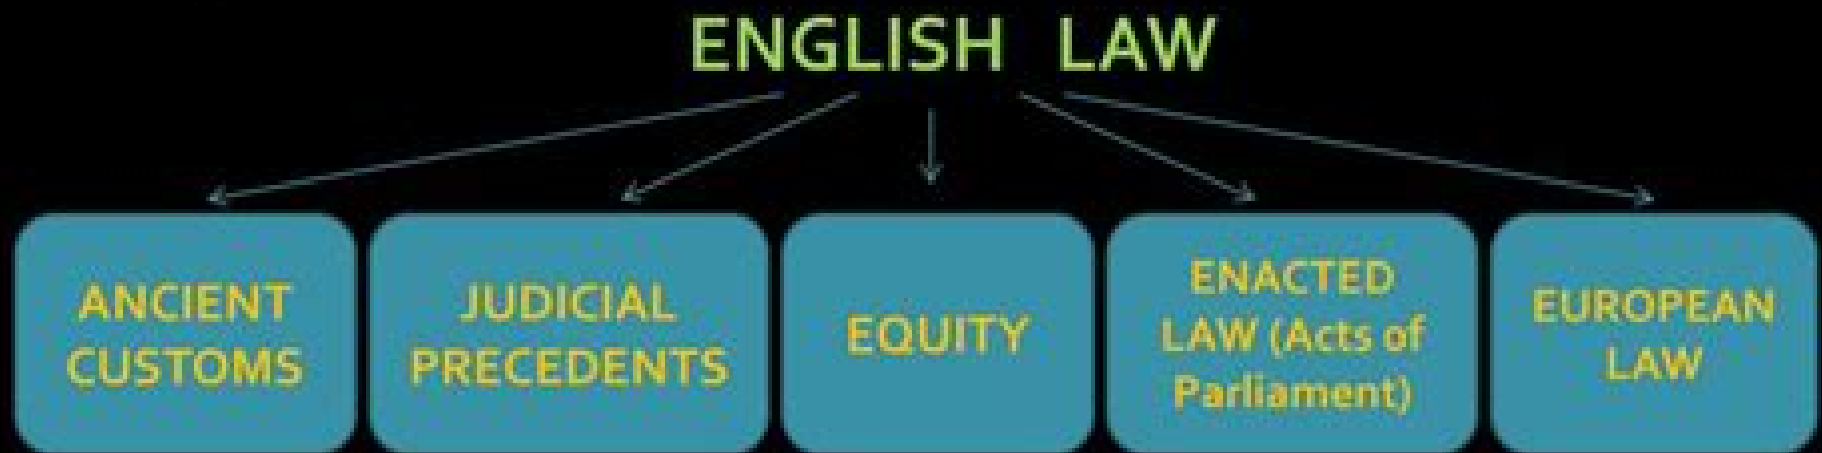 ENGLISH LAW
ANCIENT
CUSTOMS
JUDICIAL
PRECEDENTS
EQUITY
ENACTED
LAW (Acts of
Parliament)
EUROPEAN
LAW